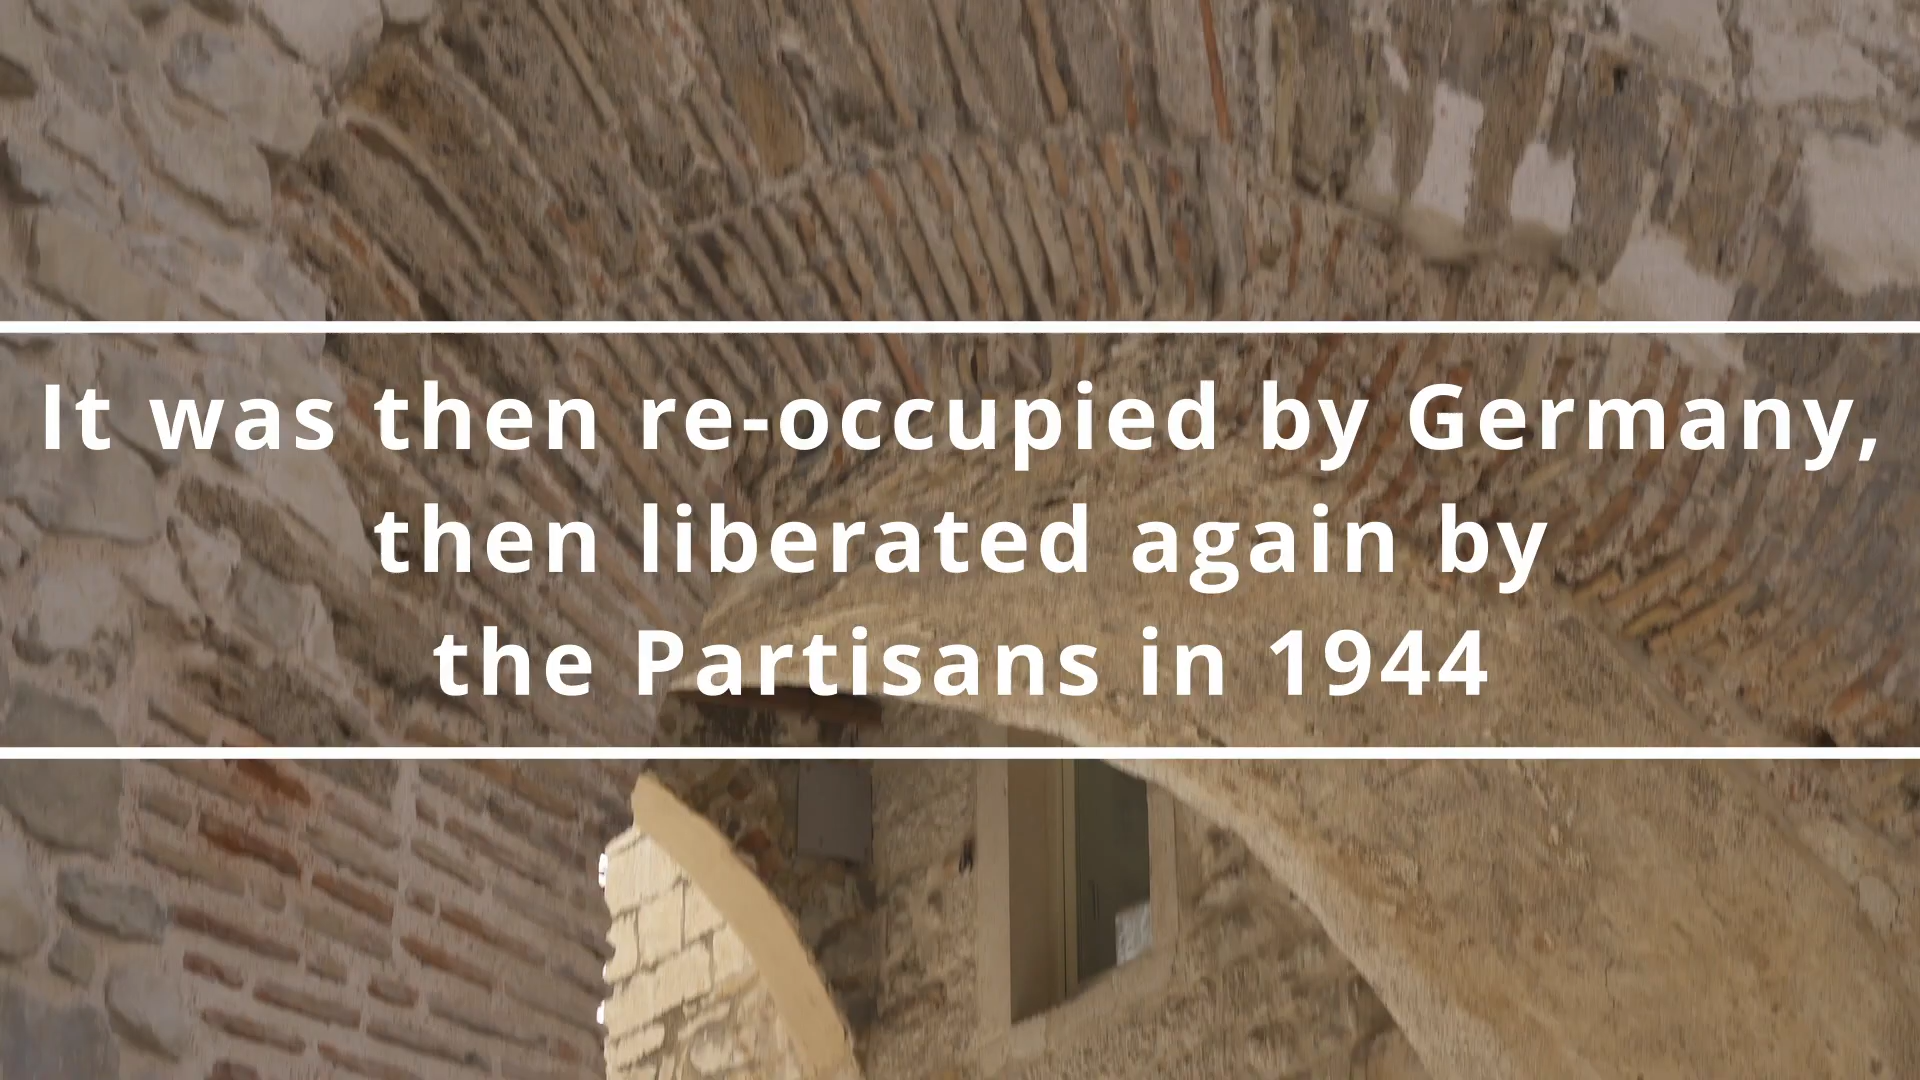 It was then re-occupied by Germany,
then liberated again by
the Partisans in 1944